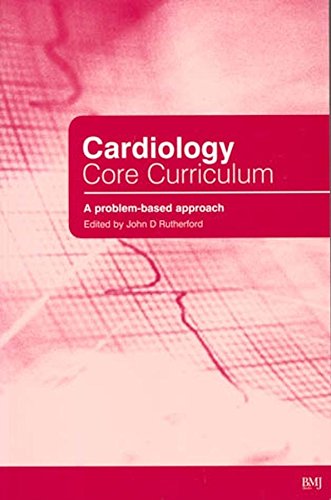 Cardiology
Core Curriculum
A problem-based approach
Edited by John D Rutherford
BMJ